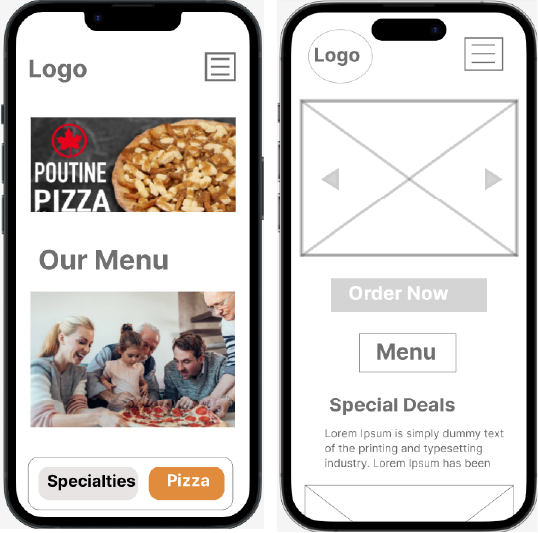 Logo
POUTINE
PIZZA
Our Menu
Specialties
Pizza
Logo
Order Now
Menu
Special Deals
Lorem Ipsum is simply dummy text
of the printing and typesetting
industry. Lorem Ipsum has been